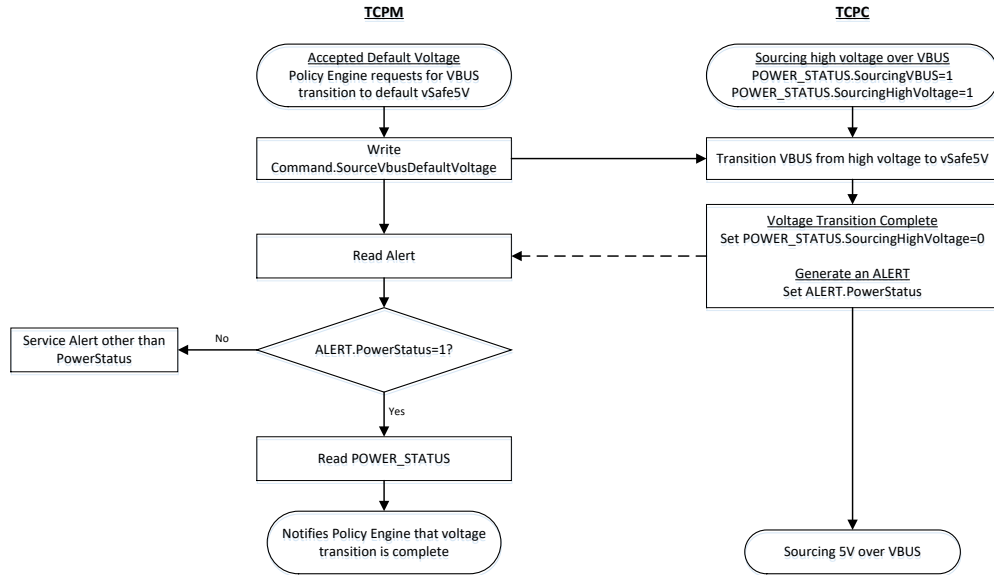 TCPM
TCPC
Accepted Default Voltage
Policy Engine requests for VBUS
transition to default vSafe5V
Sourcing high voltage over VBUS
POWER_STATUS.SourcingVBUS=1
POWER_STATUS.SourcingHighVoltage=1
Write
Command.SourceVbusDefaultVoltage
Transition VBUS from high voltage to vSafe5V
Voltage Transition Complete
Set POWER_STATUS.SourcingHighVoltage=0
Generate an ALERT
Set ALERT.PowerStatus
Read Alert
ALERT.PowerStatus=1?
No
Service Alert other than
PowerStatus
Yes
Read POWER_STATUS
Notifies Policy Engine that voltage
transition is complete
Sourcing 5V over VBUS